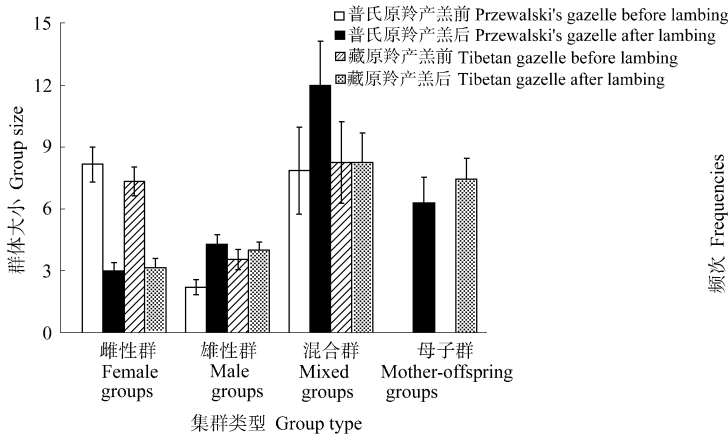 普氏原羚产羔前 Przewalski's gazelle before lambing
普氏原羚产羔后 Przewalski's gazelle after lambing
藏原羚产羔前 Tibetan gazelle before lambing
藏原羚产羔后 Tibetan gazelle after lambing
15
12
9
6
3
0
群体大小 Group size
雌性群
Female
groups
雄性群
Male
groups
混合群
Mixed
groups
母子群
Mother-offspring
groups
集群类型 Group type
频次 Frequencies